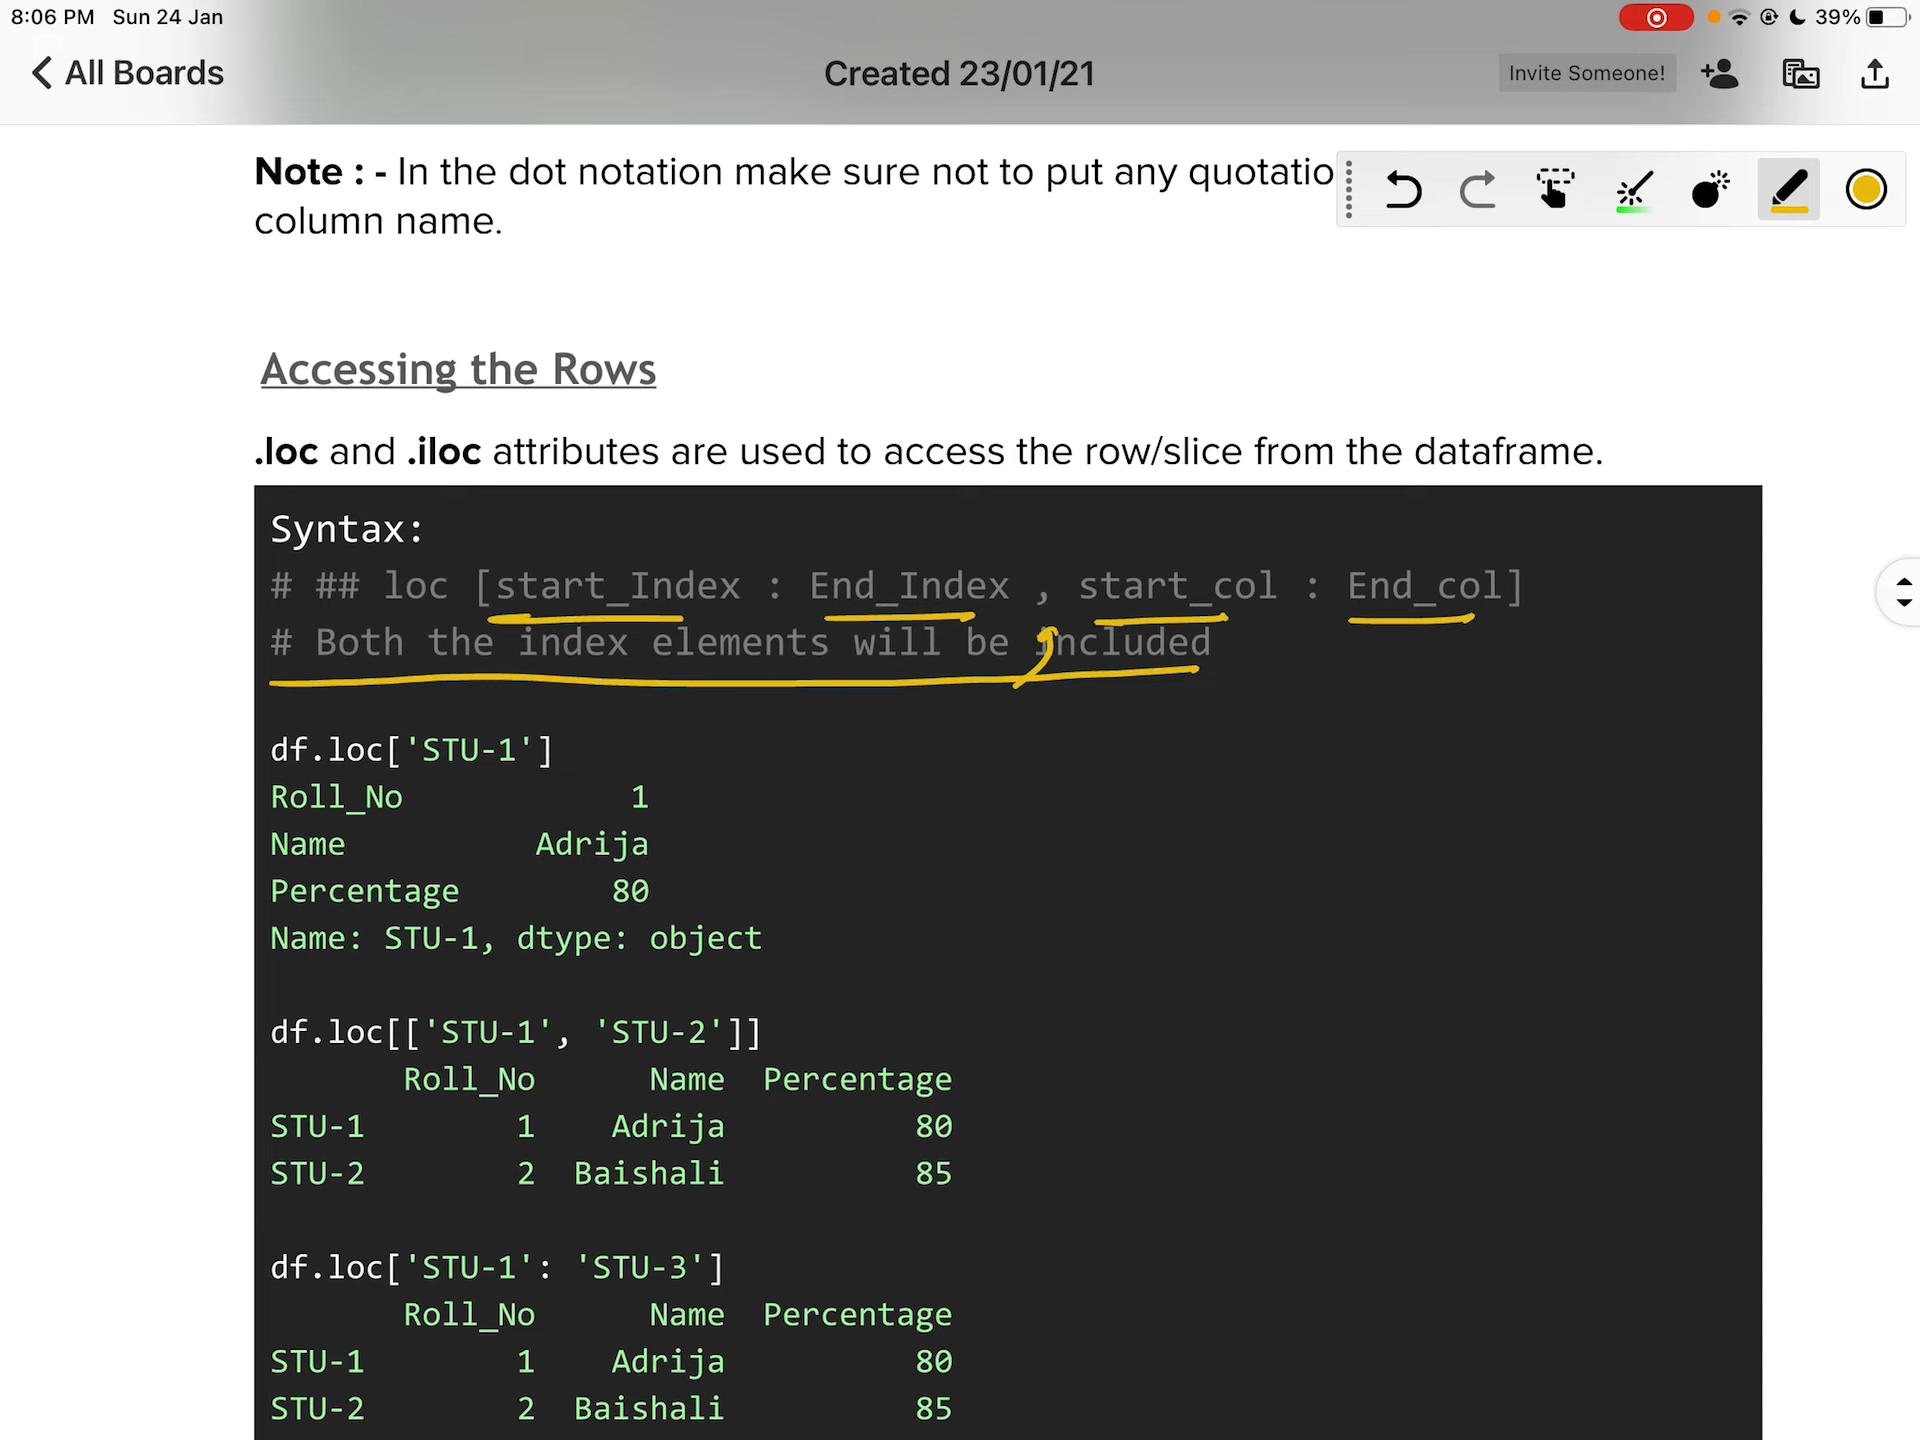 8:06 PM Sun 24 Jan
39%
All Boards
Created 23/01/21
Invite Someone!
Note : - In the dot notation make sure not to put any quotatio
column name.
Accessing the Rows
.loc and .iloc attributes are used to access the row/slice from the dataframe.
Syntax:
# ## loc [start_Index : End_Index , start_col : End_col]
# Both the index elements will be included
df.loc['STU-1']
Roll_No 1
Name Adrija
Percentage 80
Name: STU-1, dtype: object
df.loc[['STU-1', 'STU-2']]
Roll_No Name Percentage
STU-1 1 Adrija 80
STU-2 2 Baishali 85
df.loc['STU-1': 'STU-3']
Roll_No Name Percentage
STU-1 1 Adrija 80
STU-2 2 Baishali 85